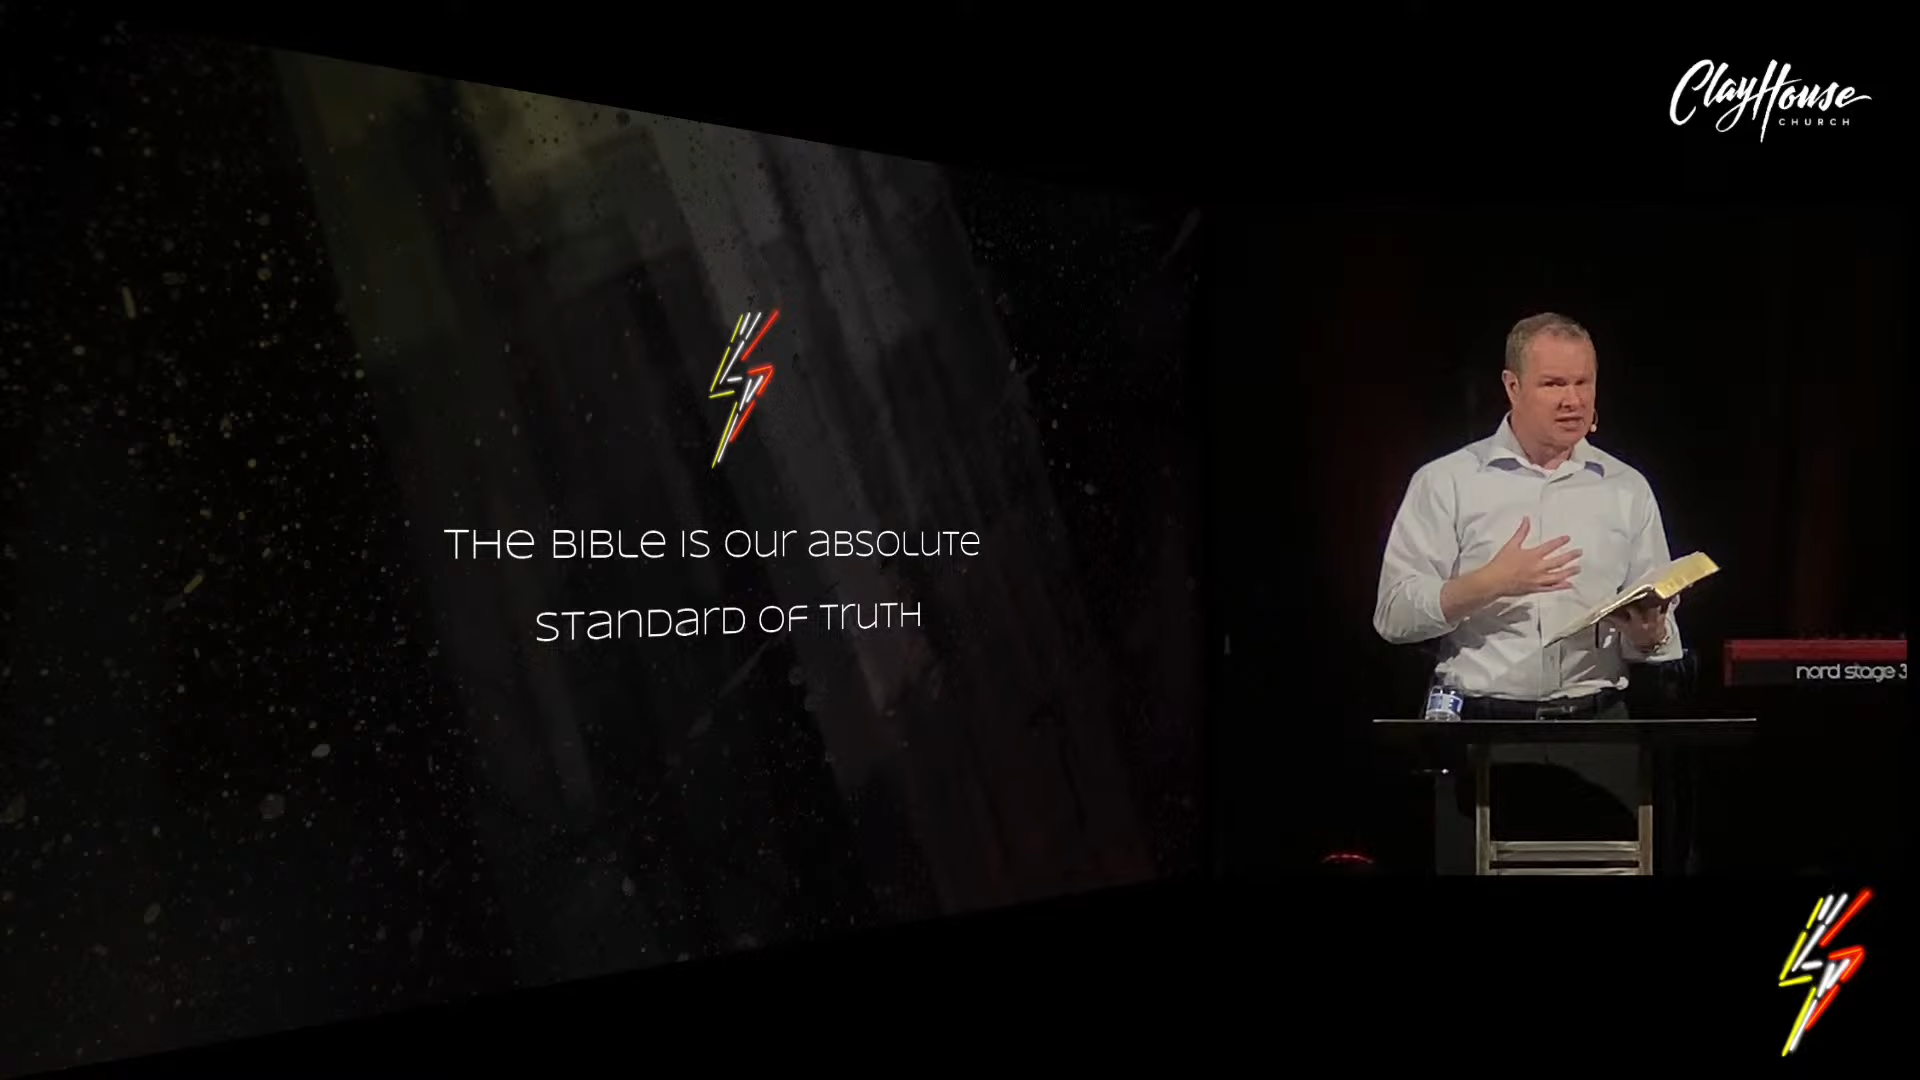 ClayHouse
CHURCH
THE BIBLE IS OUR ABSOLUTE
STANDARD OF TRUTH
nord stage 3